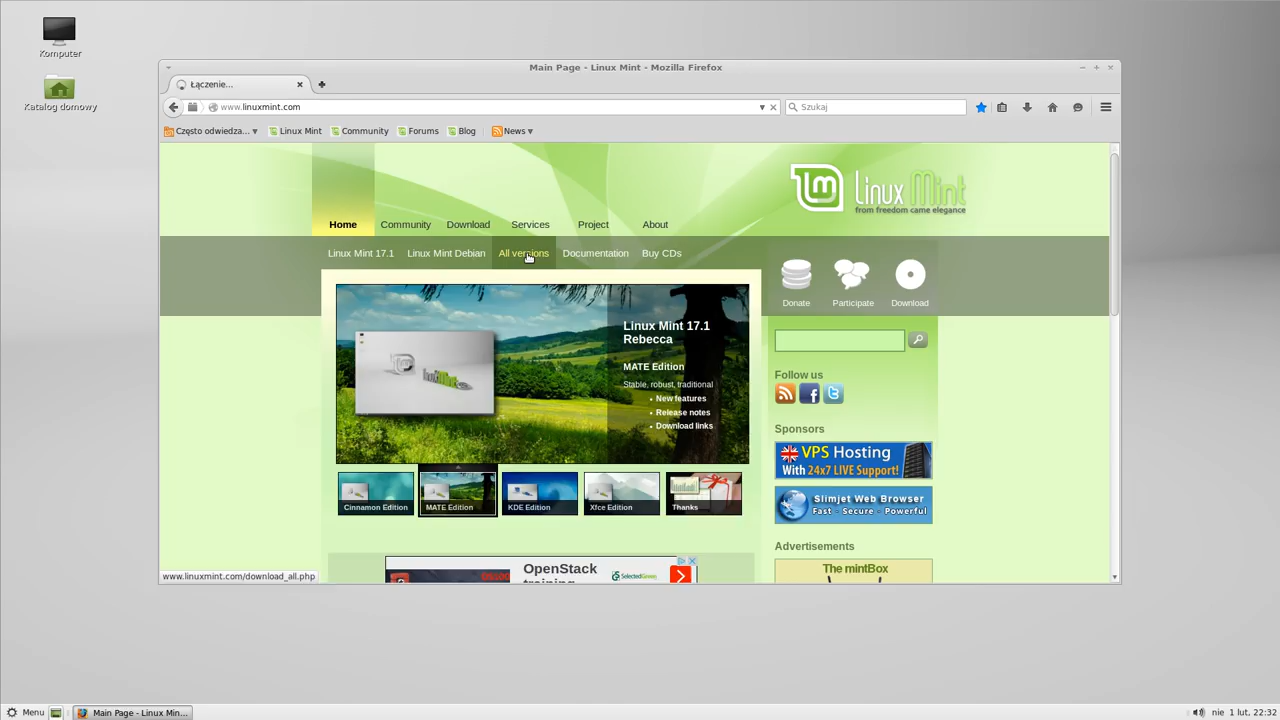 Komputer
Katalog domowy
Main Page - Linux Mint - Mozilla Firefox
Łączenie...
www.linuxmint.com
Szukaj
Często odwiedza...
Linux Mint
Community
Forums
Blog
News
Linux Mint
from freedom came elegance
Home
Community
Download
Services
Project
About
Linux Mint 17.1
Linux Mint Debian
All versions
Documentation
Buy CDs
Donate
Participate
Download
Linux Mint 17.1
Rebecca
MATE Edition
Stable, robust, traditional
• New features
• Release notes
• Download links
Cinnamon Edition
MATE Edition
KDE Edition
Xfce Edition
Thanks
Follow us
Sponsors
VPS Hosting
With 24x7 LIVE Support!
Slimjet Web Browser
Fast - Secure - Powerful
Advertisements
The mintBox
OpenStack
training
SelectedGreen
www.linuxmint.com/download_all.php
Menu
Main Page - Linux Min...
nie 1 lut, 22:32